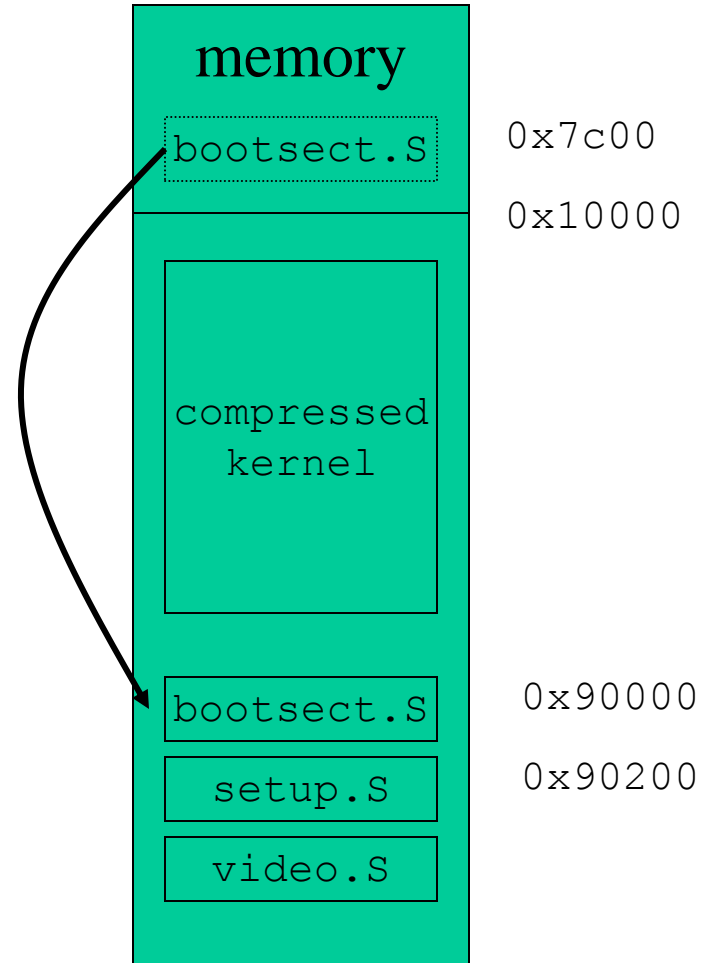 memory
bootsect.S
0x7c00
0x10000
compressed
kernel
bootsect.S
0x90000
setup.S
0x90200
video.S